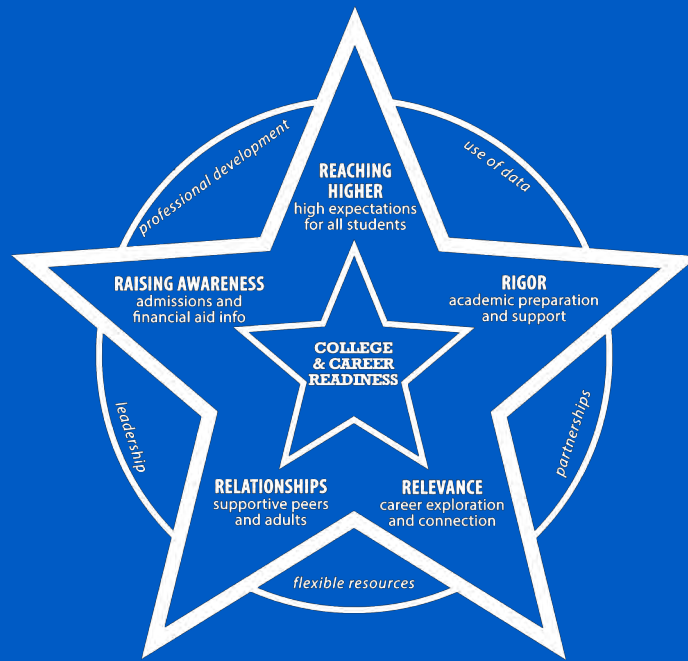 professional development
use of data
REACHING
HIGHER
high expectations
for all students
RAISING AWARENESS
admissions and
financial aid info
RIGOR
academic preparation
and support
COLLEGE
& CAREER
READINESS
leadership
partnerships
RELATIONSHIPS
supportive peers
and adults
RELEVANCE
career exploration
and connection
flexible resources